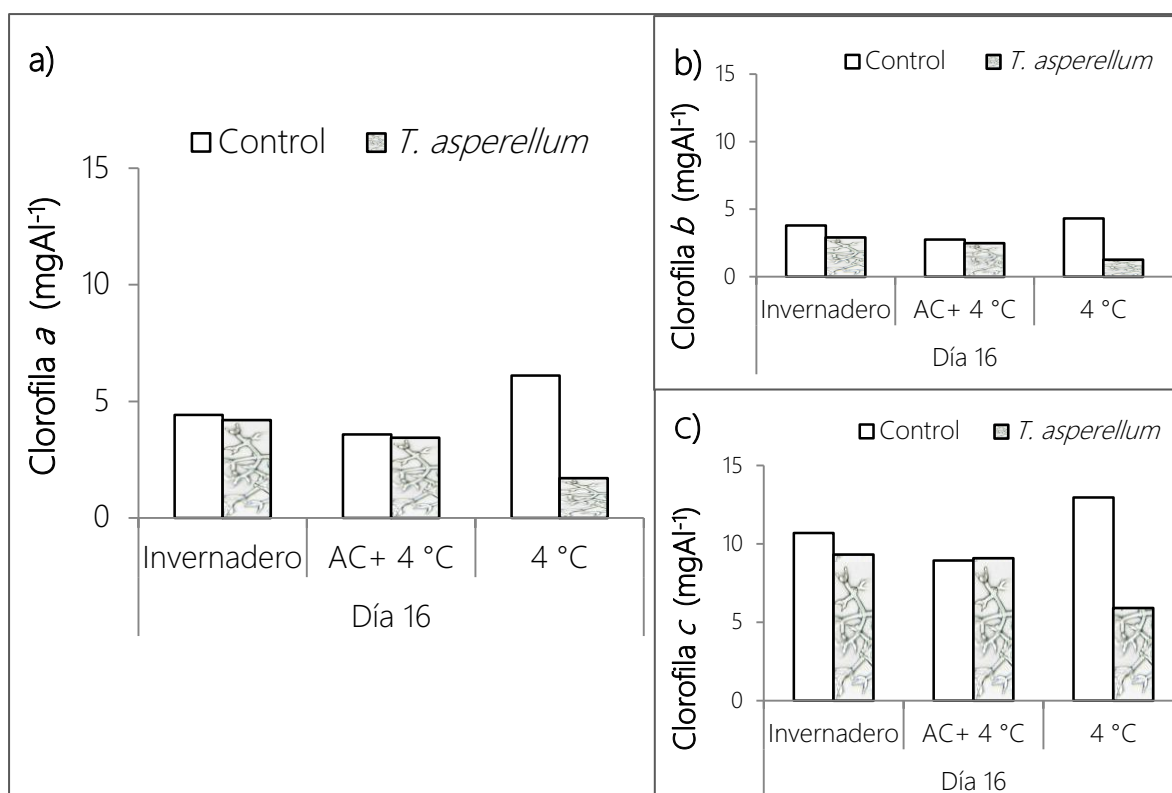 a)
Control T. asperellum
Clorofila a (mgAl⁻¹)
15
10
5
0
Invernadero AC+ 4 °C 4 °C
Día 16
b)
Control T. asperellum
Clorofila b (mgAl⁻¹)
15
10
5
0
Invernadero AC+ 4 °C 4 °C
Día 16
c)
Control T. asperellum
Clorofila c (mgAl⁻¹)
15
10
5
0
Invernadero AC+ 4 °C 4 °C
Día 16